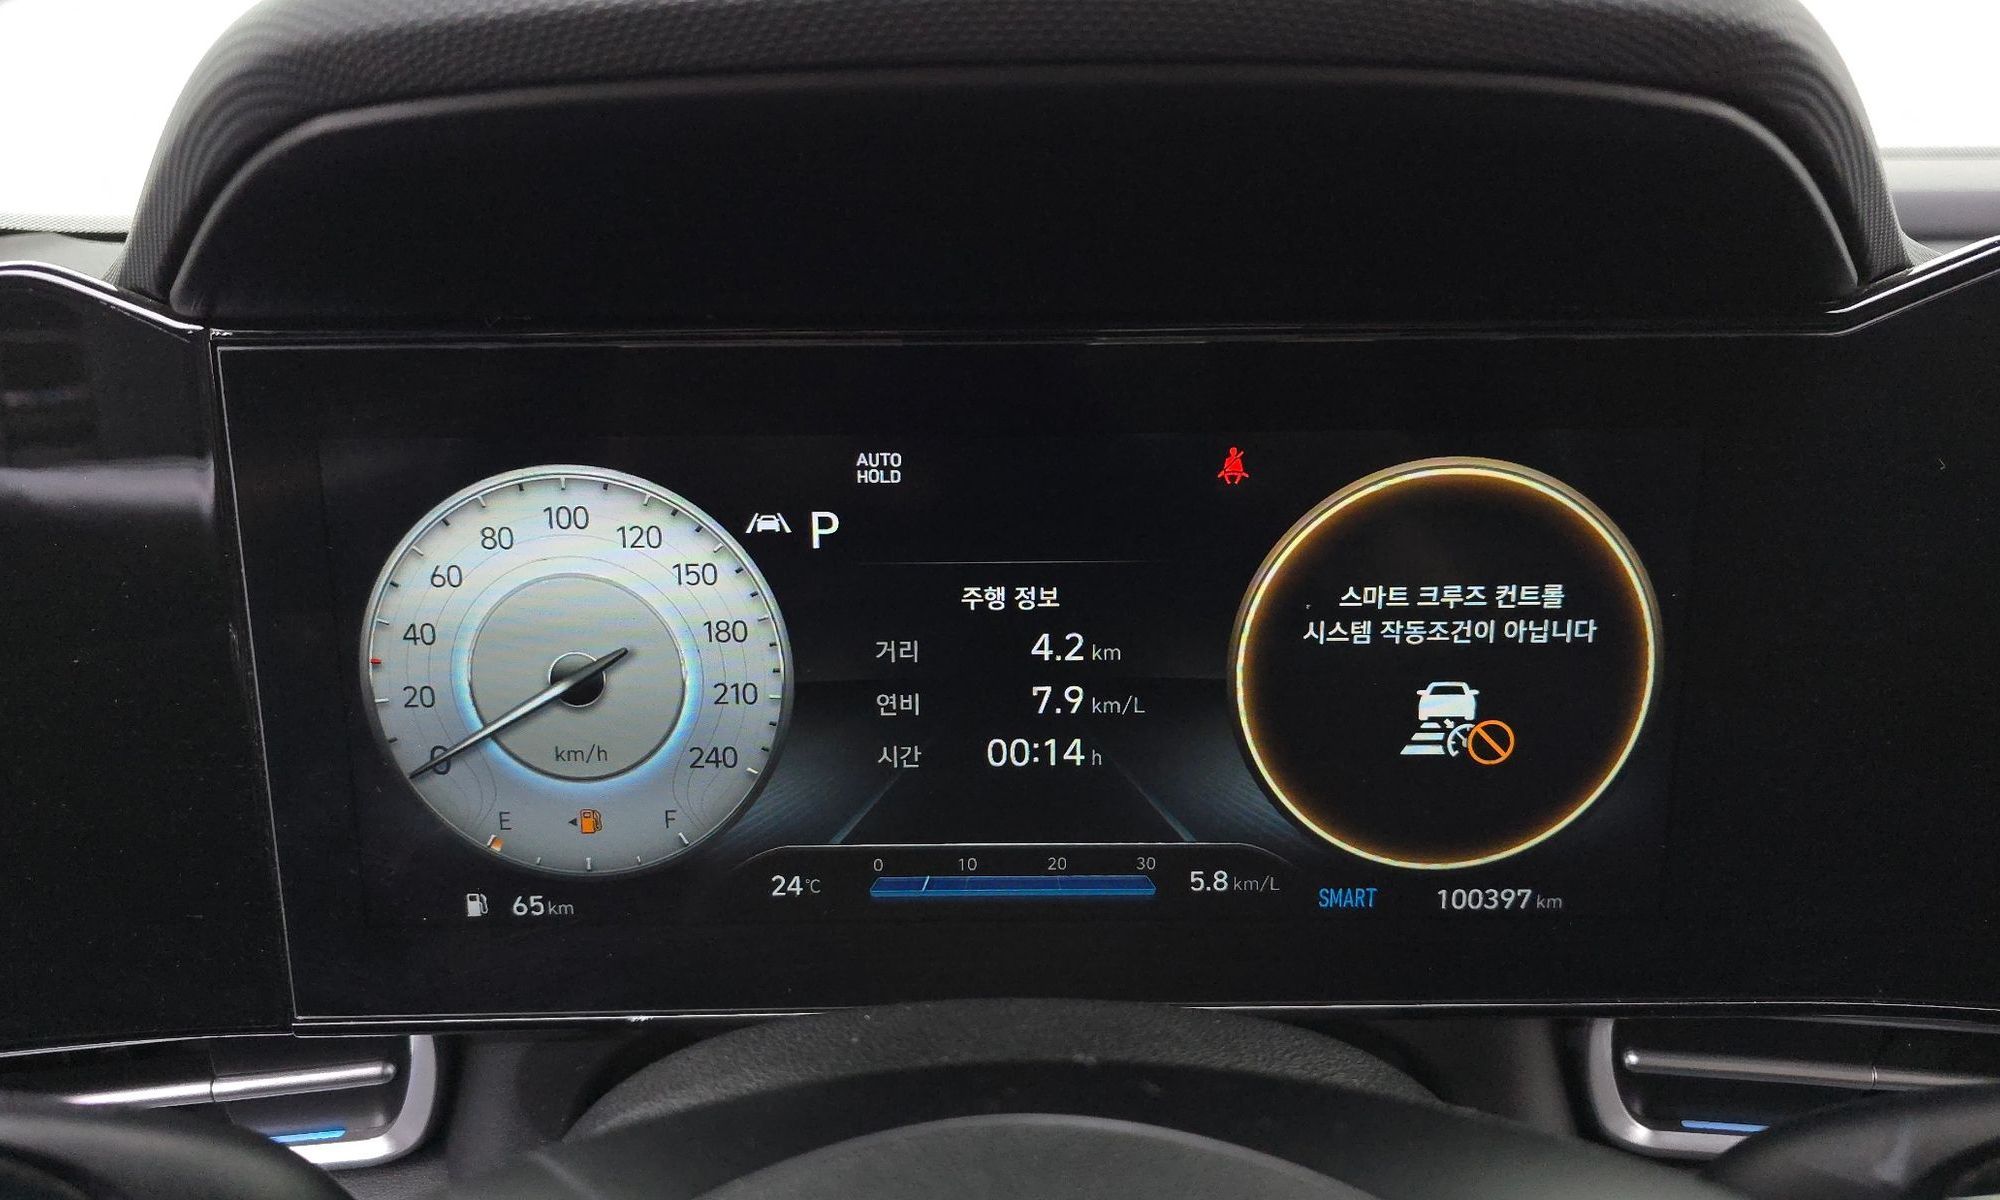 AUTO
HOLD
P
80 100 120
60 150
40 180
20 210
0 240
km/h
E F
65 km
주행 정보
거리 4.2 km
연비 7.9 km/L
시간 00:14 h
0 10 20 30
24 °C
5.8 km/L
스마트 크루즈 컨트롤
시스템 작동조건이 아닙니다
SMART
100397 km